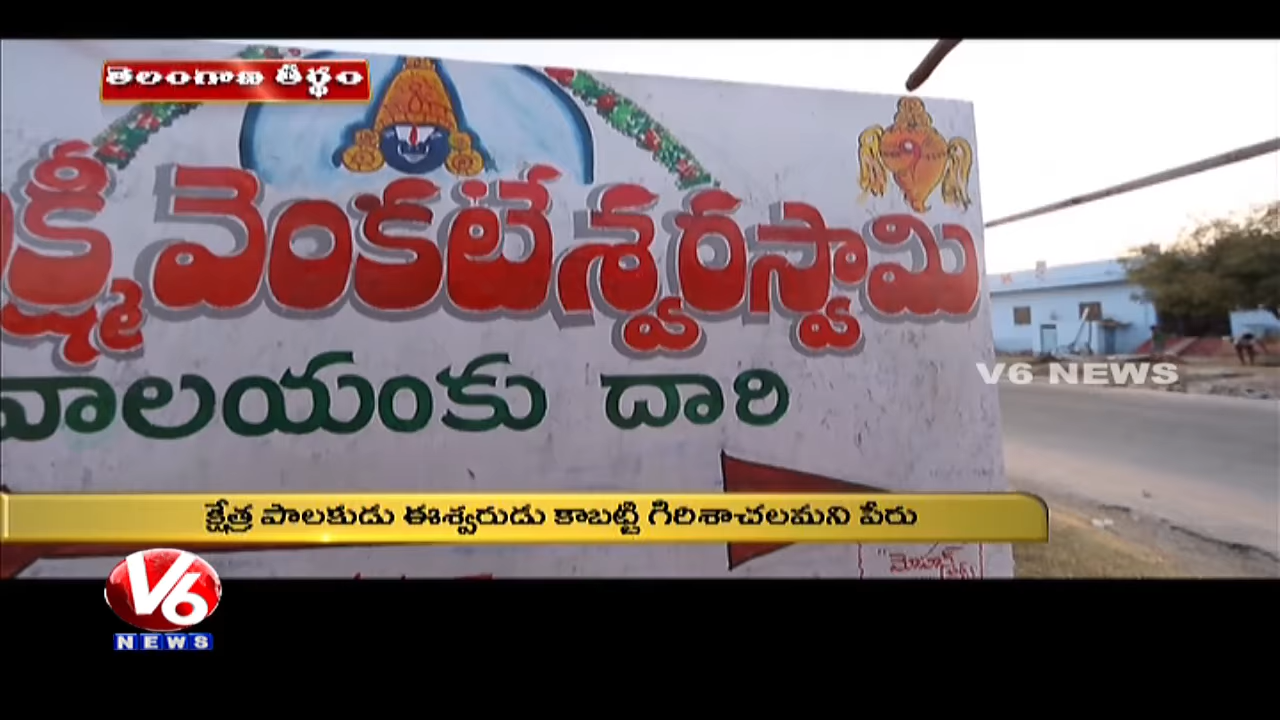 తెలంగాణ తీర్థం
క్ష్మీ వెంకటేశ్వరస్వామి
వాలయంకు దారి
V6 NEWS
క్షేత్ర పాలకుడు ఈశ్వరుడు కాబట్టి గిరిశాచలమని పేరు
V6
NEWS